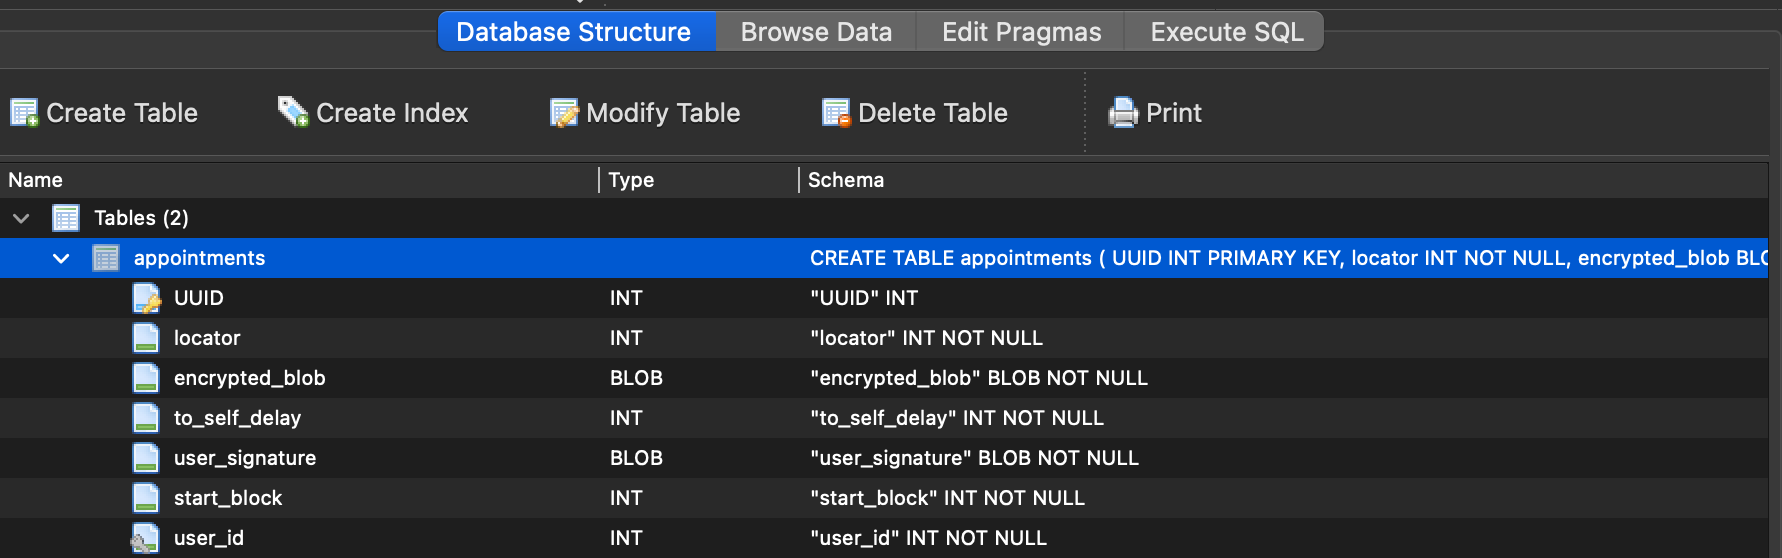 Database Structure Browse Data Edit Pragmas Execute SQL
Create Table Create Index Modify Table Delete Table Print
Name Type Schema
Tables (2)
appointments CREATE TABLE appointments ( UUID INT PRIMARY KEY, locator INT NOT NULL, encrypted_blob BLO
UUID INT "UUID" INT
locator INT "locator" INT NOT NULL
encrypted_blob BLOB "encrypted_blob" BLOB NOT NULL
to_self_delay INT "to_self_delay" INT NOT NULL
user_signature BLOB "user_signature" BLOB NOT NULL
start_block INT "start_block" INT NOT NULL
user_id INT "user_id" INT NOT NULL